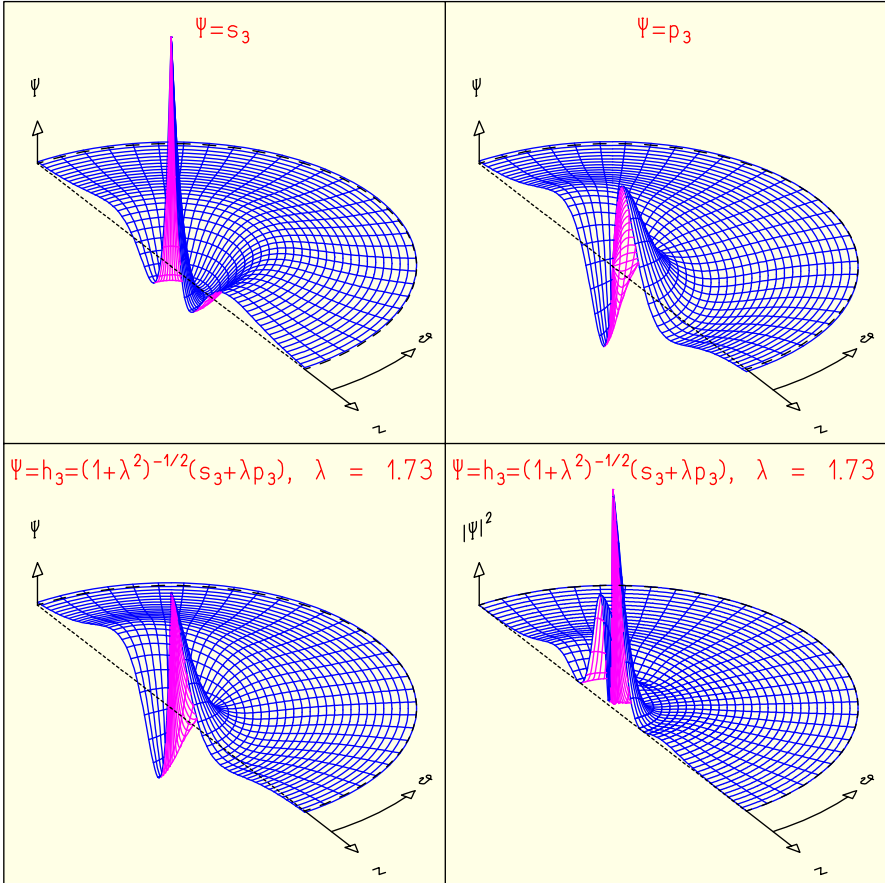 Ψ=s₃
Ψ
ϑ
z
Ψ=p₃
Ψ
ϑ
z
Ψ=h₃=(1+λ²)⁻¹/²(s₃+λp₃), λ = 1.73
Ψ
ϑ
z
Ψ=h₃=(1+λ²)⁻¹/²(s₃+λp₃), λ = 1.73
|Ψ|²
ϑ
z